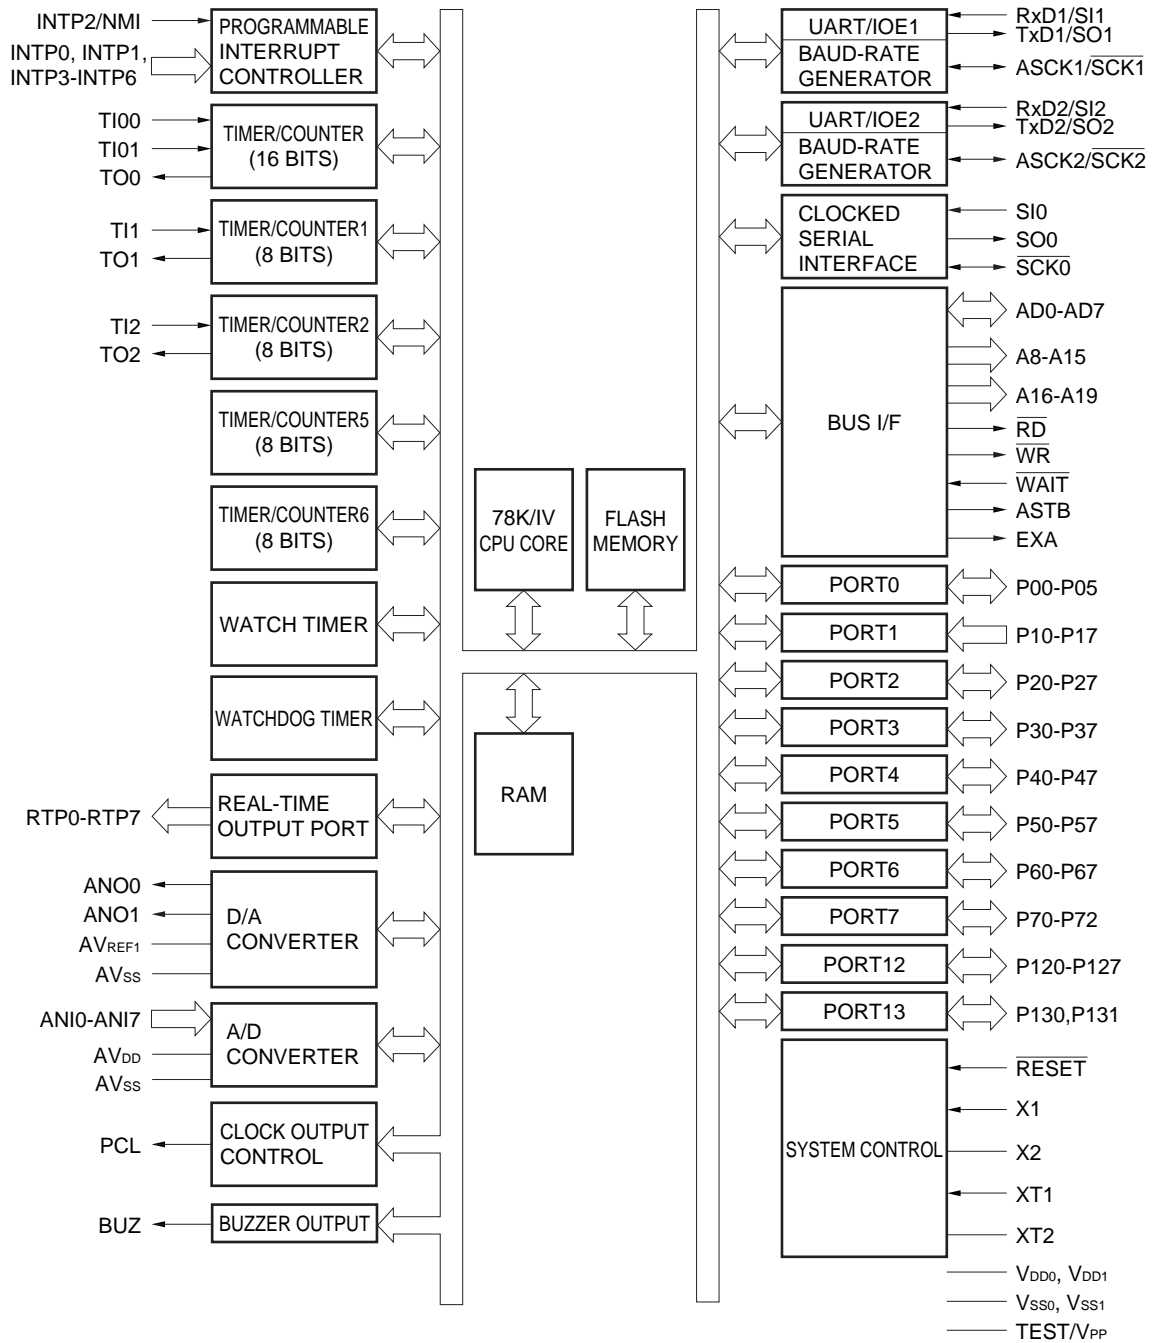 INTP2/NMI
INTP0, INTP1,
INTP3-INTP6
PROGRAMMABLE
INTERRUPT
CONTROLLER
TI00
TI01
TO0
TIMER/COUNTER
(16 BITS)
TI1
TO1
TIMER/COUNTER1
(8 BITS)
TI2
TO2
TIMER/COUNTER2
(8 BITS)
TIMER/COUNTER5
(8 BITS)
TIMER/COUNTER6
(8 BITS)
WATCH TIMER
WATCHDOG TIMER
RTP0-RTP7
REAL-TIME
OUTPUT PORT
ANO0
ANO1
AVREF1
AVSS
D/A
CONVERTER
ANI0-ANI7
AVDD
AVSS
A/D
CONVERTER
PCL
CLOCK OUTPUT
CONTROL
BUZ
BUZZER OUTPUT
78K/IV
CPU CORE
FLASH
MEMORY
RAM
UART/IOE1
BAUD-RATE
GENERATOR
RxD1/SI1
TxD1/SO1
ASCK1/S̅C̅K̅1̅
UART/IOE2
BAUD-RATE
GENERATOR
RxD2/SI2
TxD2/SO2
ASCK2/S̅C̅K̅2̅
CLOCKED
SERIAL
INTERFACE
SI0
SO0
S̅C̅K̅0̅
BUS I/F
AD0-AD7
A8-A15
A16-A19
R̅D̅
W̅R̅
W̅A̅I̅T̅
ASTB
EXA
PORT0
P00-P05
PORT1
P10-P17
PORT2
P20-P27
PORT3
P30-P37
PORT4
P40-P47
PORT5
P50-P57
PORT6
P60-P67
PORT7
P70-P72
PORT12
P120-P127
PORT13
P130,P131
SYSTEM CONTROL
R̅E̅S̅E̅T̅
X1
X2
XT1
XT2
VDD0, VDD1
VSS0, VSS1
TEST/VPP